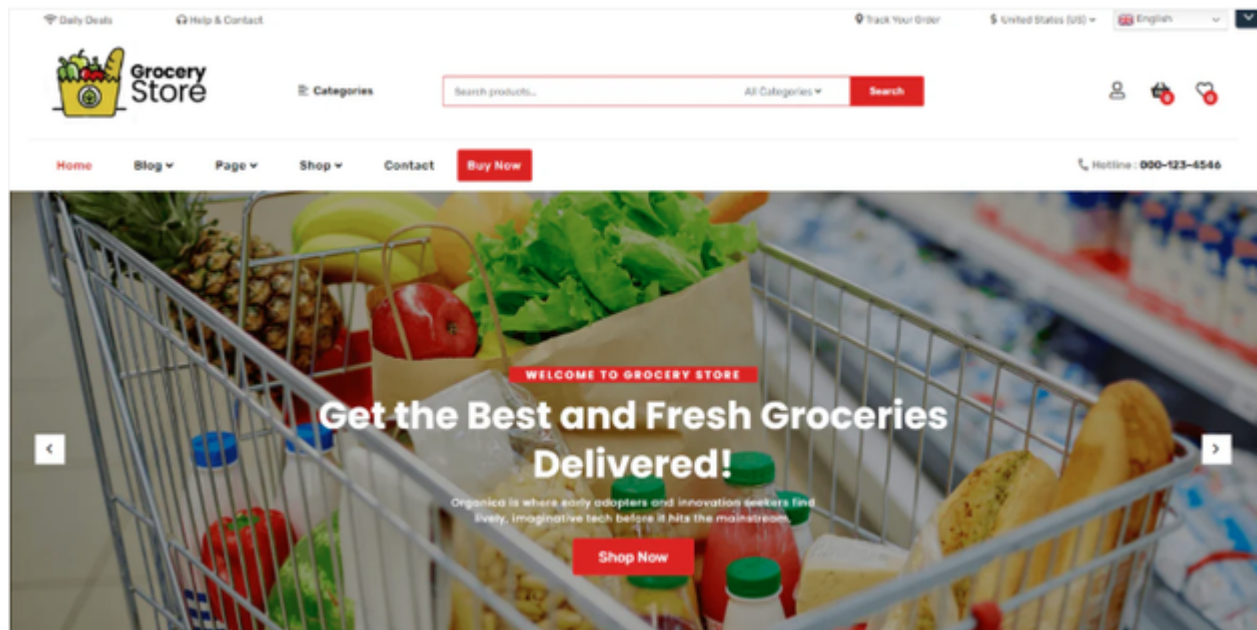 Daily Deals
Help & Contact
Track Your Order
$ United States (US)
English
Grocery
Store
Categories
Search products...
All Categories
Search
0
0
Home
Blog
Page
Shop
Contact
Buy Now
Hotline : 000-123-4546
WELCOME TO GROCERY STORE
Get the Best and Fresh Groceries
Delivered!
Organica is where early adopters and innovation seekers find
lively, imaginative tech before it hits the mainstream.
Shop Now